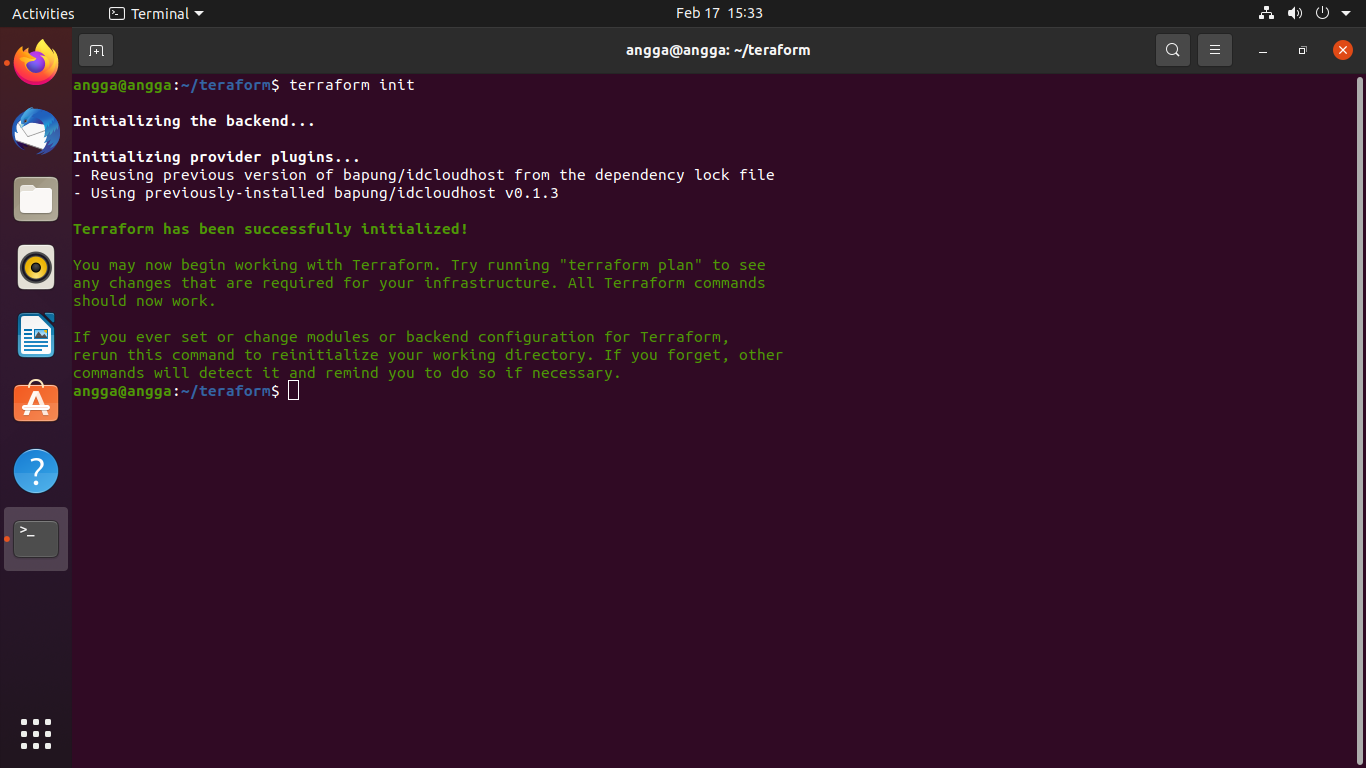 Activities
Terminal
Feb 17 15:33
angga@angga: ~/teraform
angga@angga:~/teraform$ terraform init
Initializing the backend...
Initializing provider plugins...
- Reusing previous version of bapung/idcloudhost from the dependency lock file
- Using previously-installed bapung/idcloudhost v0.1.3
Terraform has been successfully initialized!
You may now begin working with Terraform. Try running "terraform plan" to see
any changes that are required for your infrastructure. All Terraform commands
should now work.
If you ever set or change modules or backend configuration for Terraform,
rerun this command to reinitialize your working directory. If you forget, other
commands will detect it and remind you to do so if necessary.
angga@angga:~/teraform$